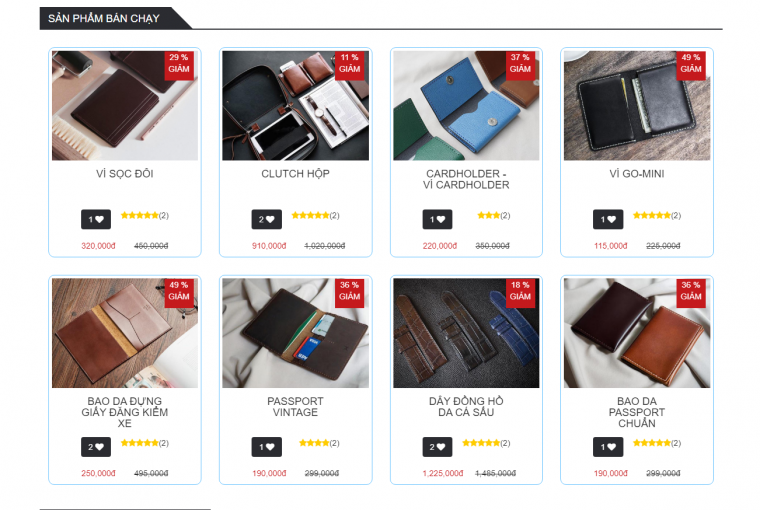 SẢN PHẨM BÁN CHẠY
29 %
GIẢM
VÍ SỌC ĐÔI
1
(2)
320,000đ 450,000đ
11 %
GIẢM
CLUTCH HỘP
2
(2)
910,000đ 1,020,000đ
37 %
GIẢM
CARDHOLDER -
VÍ CARDHOLDER
1
(2)
220,000đ 350,000đ
49 %
GIẢM
VÍ GO-MINI
1
(2)
115,000đ 225,000đ
49 %
GIẢM
BAO DA ĐỰNG
GIẤY ĐĂNG KIỂM
XE
2
(2)
250,000đ 495,000đ
36 %
GIẢM
PASSPORT
VINTAGE
1
(2)
190,000đ 299,000đ
18 %
GIẢM
DÂY ĐỒNG HỒ
DA CÁ SẤU
2
(2)
1,225,000đ 1,485,000đ
36 %
GIẢM
BAO DA
PASSPORT
CHUẨN
1
(2)
190,000đ 299,000đ